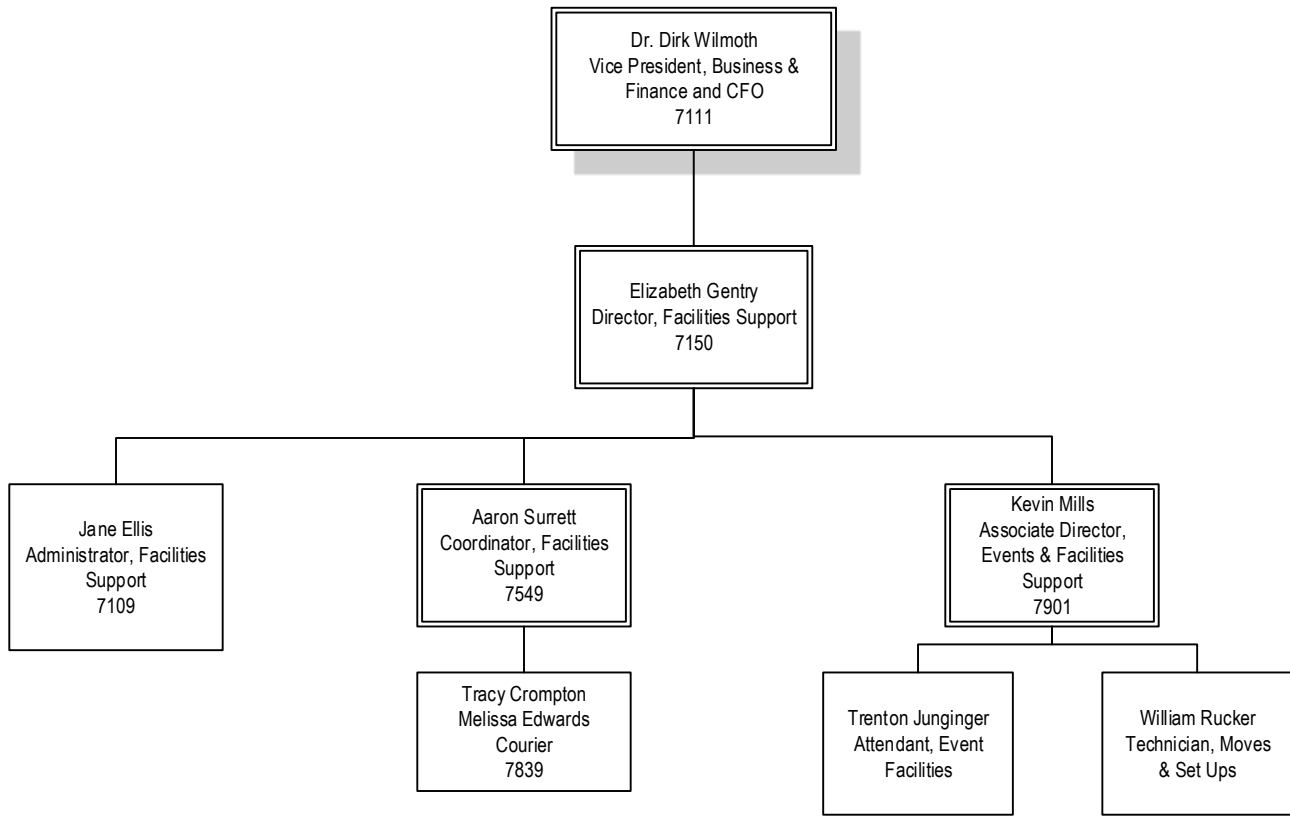 Dr. Dirk Wilmoth
Vice President, Business &
Finance and CFO
7111
Elizabeth Gentry
Director, Facilities Support
7150
Jane Ellis
Administrator, Facilities
Support
7109
Aaron Surrett
Coordinator, Facilities
Support
7549
Kevin Mills
Associate Director,
Events & Facilities
Support
7901
Tracy Crompton
Melissa Edwards
Courier
7839
Trenton Junginger
Attendant, Event
Facilities
William Rucker
Technician, Moves
& Set Ups